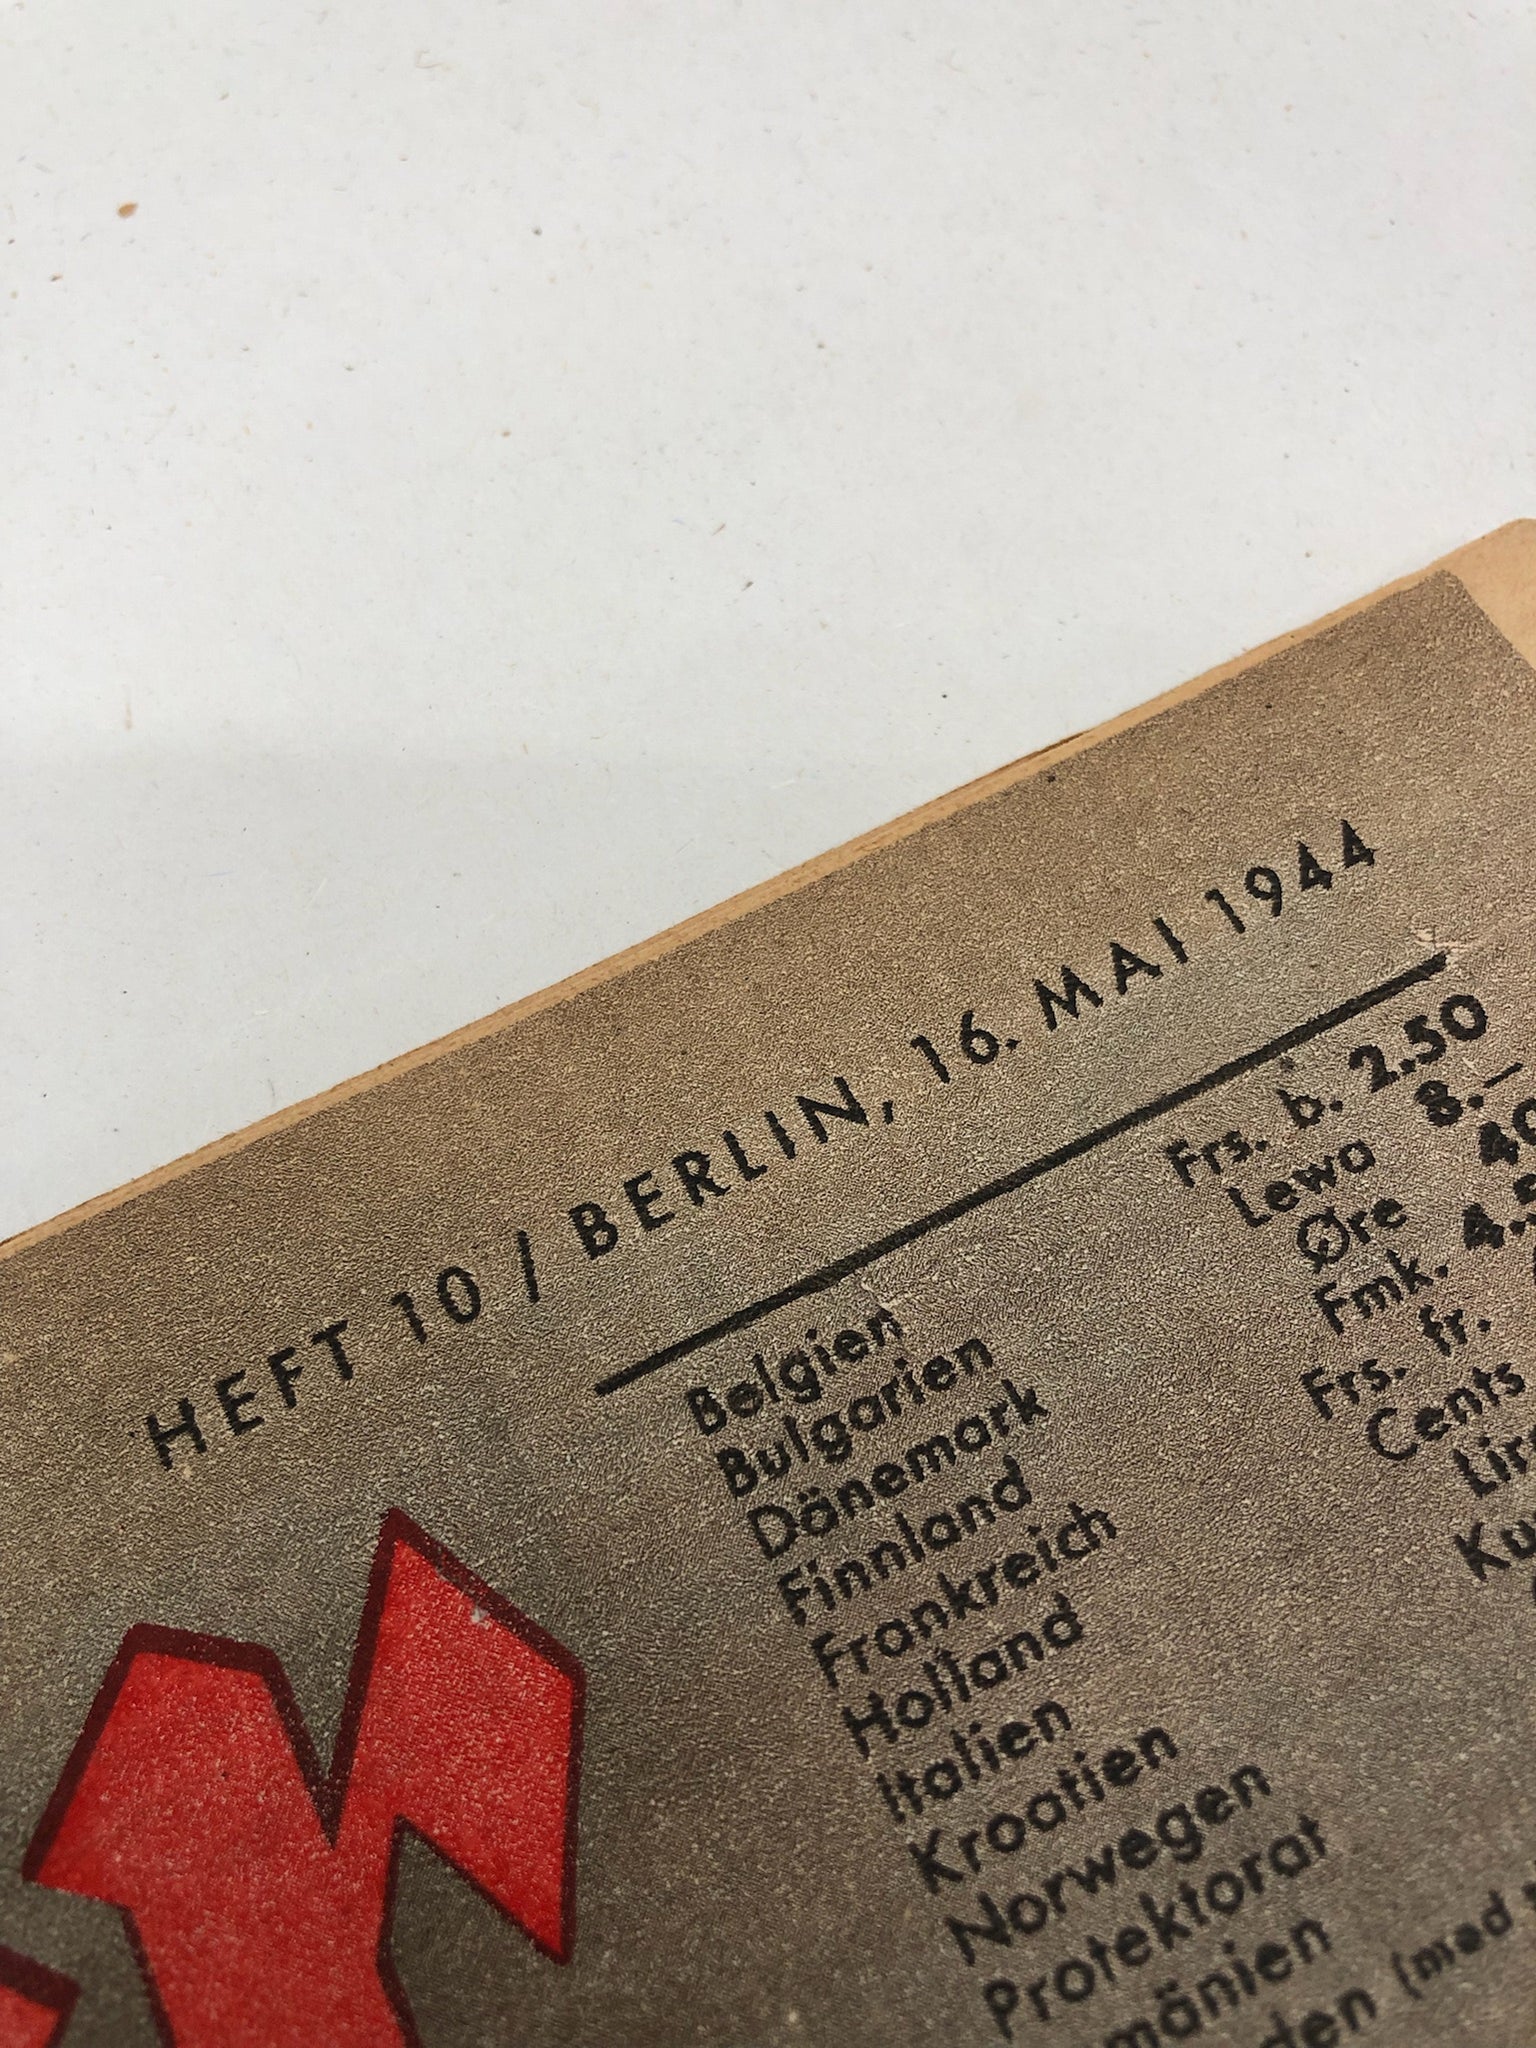 HEFT 10 / BERLIN, 16. MAI 1944
Belgien Frs. b. 2.50
Bulgarien Lewa 8.—
Dänemark Øre
Finnland Fmk.
Frankreich Frs. fr.
Holland Cents
Italien
Kroatien
Norwegen
Protektorat